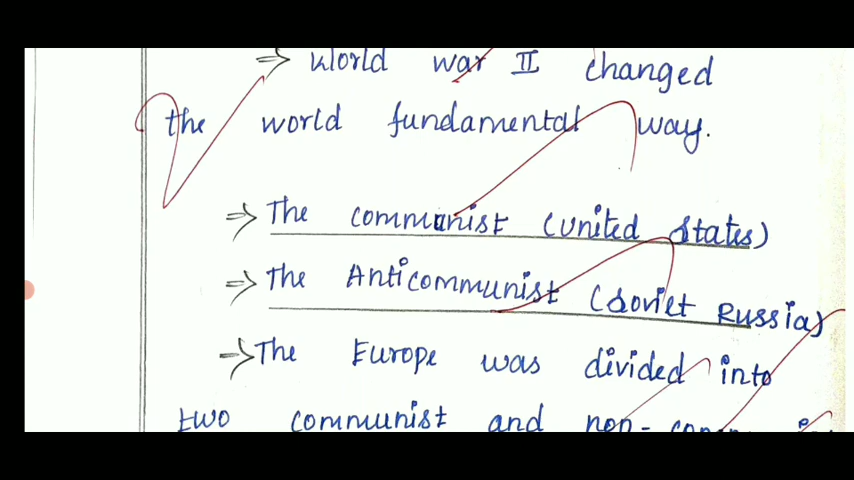 ⇒ World war II changed
the world fundamental way.
⇒ The communist (united states)
⇒ The Anticommunist (soviet Russia)
⇒ The Europe was divided into
two communist and non-